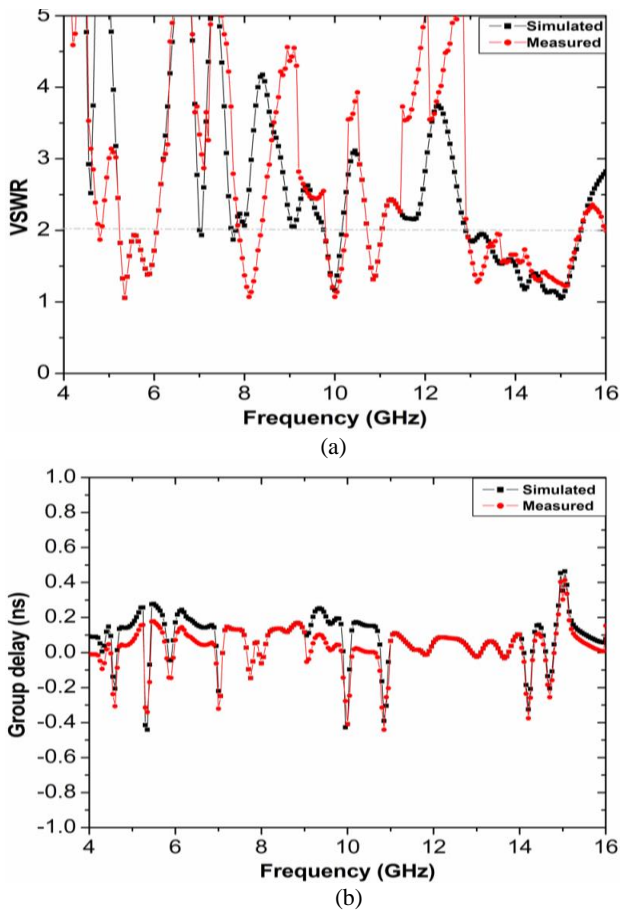 5
4
3
2
1
0
VSWR
Simulated
Measured
4 6 8 10 12 14 16
Frequency (GHz)
(a)
1.0
0.8
0.6
0.4
0.2
0.0
-0.2
-0.4
-0.6
-0.8
-1.0
Group delay (ns)
Simulated
Measured
4 6 8 10 12 14 16
Frequency (GHz)
(b)